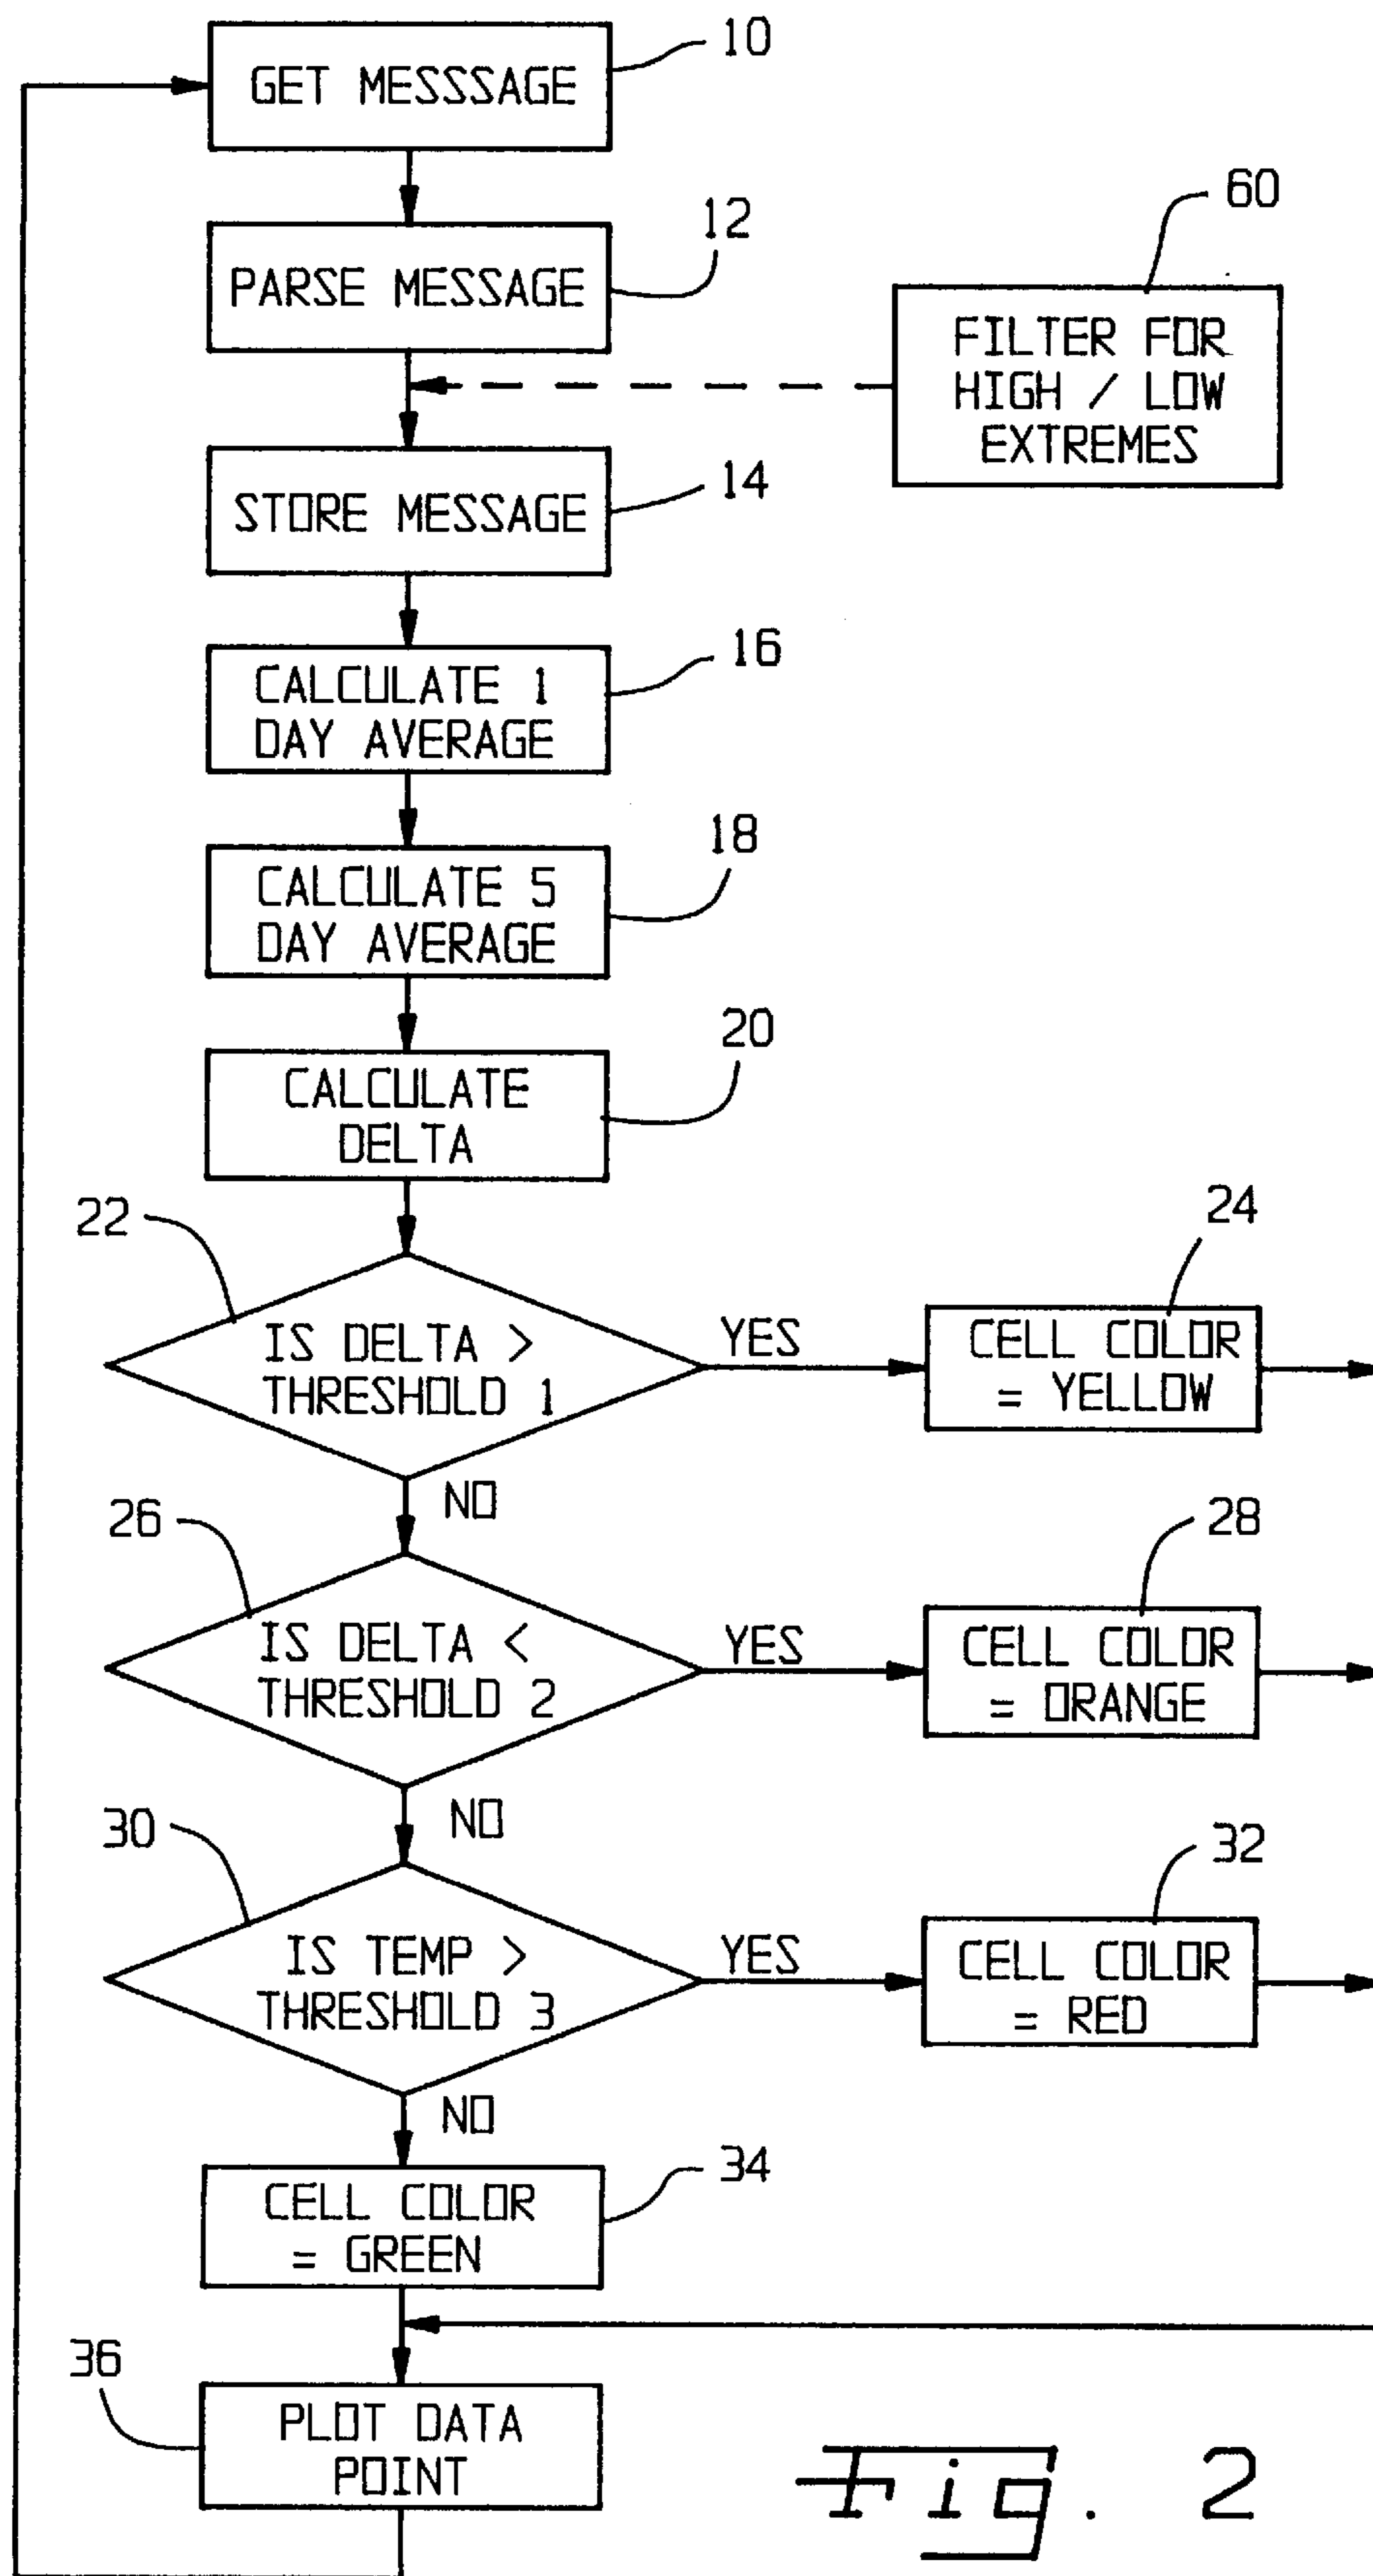 10
GET MESSSAGE
12
PARSE MESSAGE
60
FILTER FOR
HIGH / LOW
EXTREMES
14
STORE MESSAGE
16
CALCULATE 1
DAY AVERAGE
18
CALCULATE 5
DAY AVERAGE
20
CALCULATE
DELTA
22
IS DELTA >
THRESHOLD 1
YES
24
CELL COLOR
= YELLOW
NO
26
IS DELTA <
THRESHOLD 2
YES
28
CELL COLOR
= ORANGE
NO
30
IS TEMP >
THRESHOLD 3
YES
32
CELL COLOR
= RED
NO
34
CELL COLOR
= GREEN
36
PLOT DATA
POINT
Fig. 2